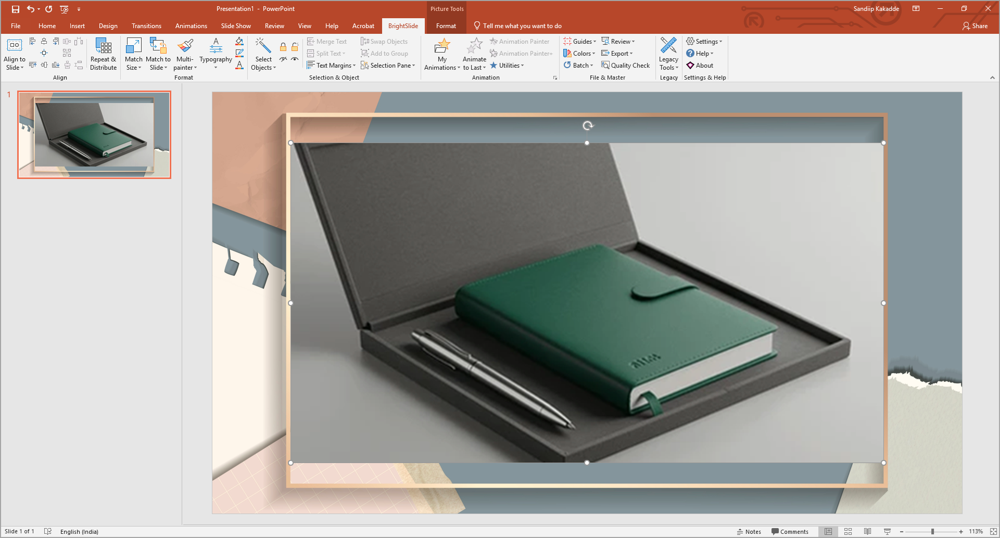 Presentation1 - PowerPoint
Picture Tools
Sandiip Kakadde
File
Home
Insert
Design
Transitions
Animations
Slide Show
Review
View
Help
Acrobat
BrightSlide
Format
Tell me what you want to do
Share
Align to Slide
Repeat & Distribute
Align
Match Size
Match to Slide
Multi-painter
Typography
Format
Select Objects
Merge Text
Split Text
Text Margins
Swap Objects
Add to Group
Selection Pane
Selection & Object
My Animations
Animate to Last
Animation Painter
Animation Painter+
Utilities
Animation
Guides
Colors
Batch
Review
Export
Quality Check
File & Master
Legacy Tools
Legacy
Settings
Help
About
Settings & Help
1
Slide 1 of 1
English (India)
Notes
Comments
113%